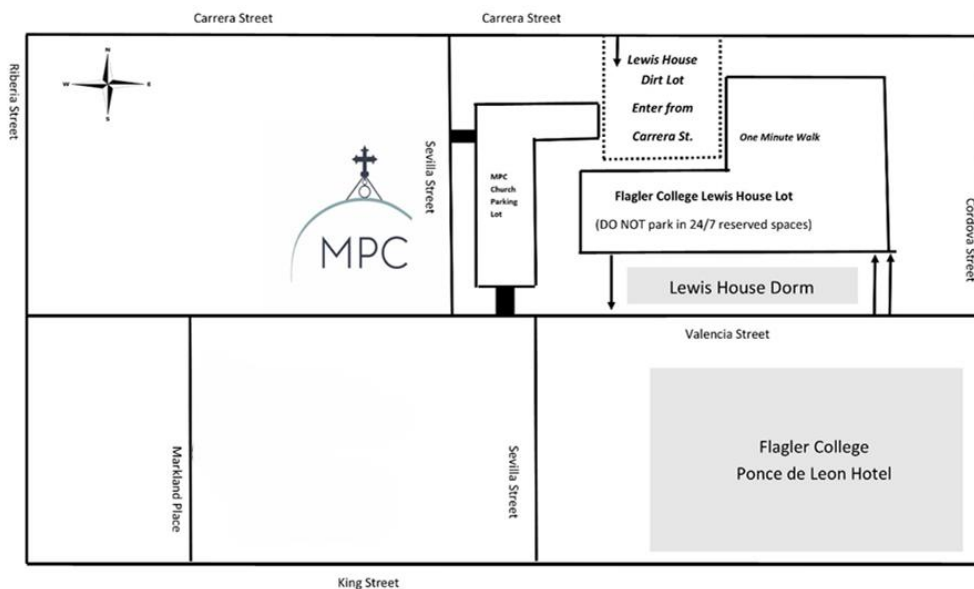 Carrera Street
Carrera Street
Riberia Street
N
W
E
S
Lewis House
Dirt Lot
Enter from
Carrera St.
One Minute Walk
Sevilla Street
MPC
Church
Parking
Lot
Flagler College Lewis House Lot
(DO NOT park in 24/7 reserved spaces)
Cordova Street
MPC
Lewis House Dorm
Valencia Street
Markland Place
Sevilla Street
Flagler College
Ponce de Leon Hotel
King Street